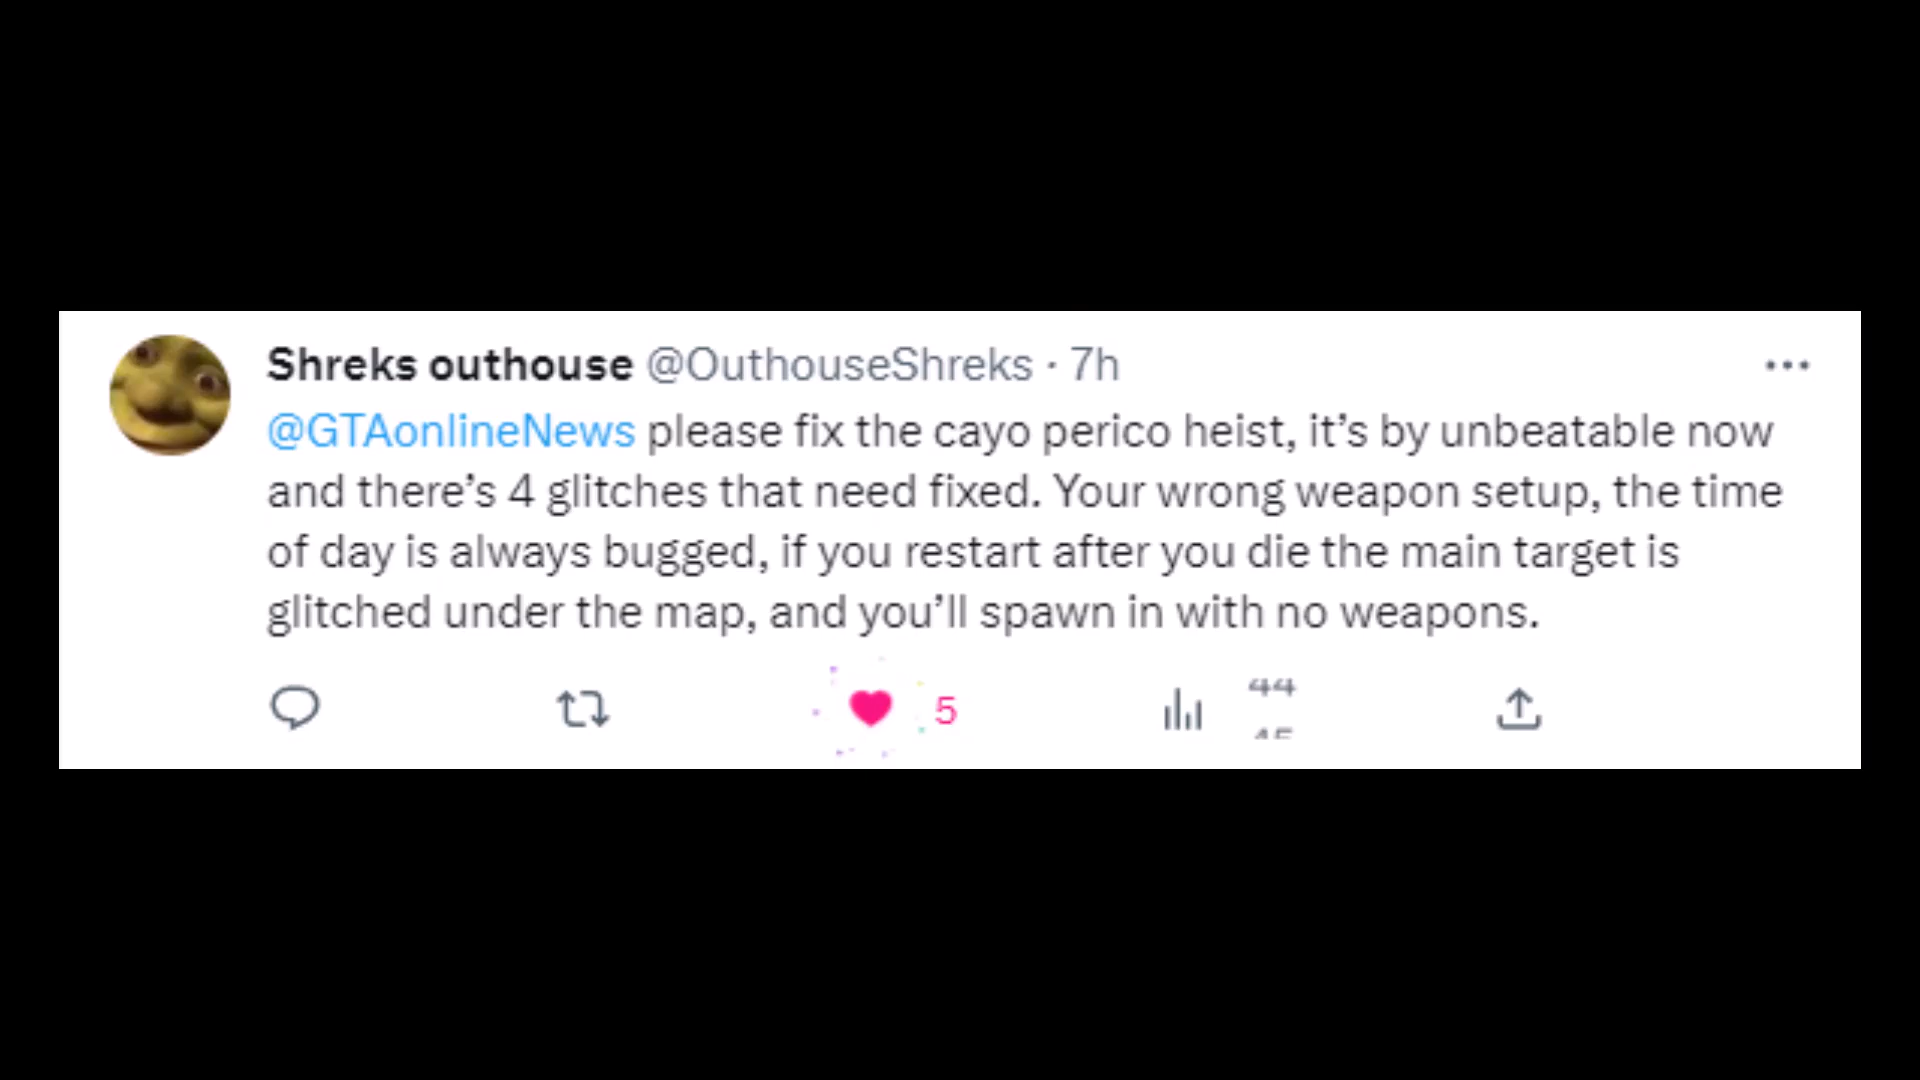 Shreks outhouse @OuthouseShreks · 7h
@GTAonlineNews please fix the cayo perico heist, it’s by unbeatable now
and there’s 4 glitches that need fixed. Your wrong weapon setup, the time
of day is always bugged, if you restart after you die the main target is
glitched under the map, and you’ll spawn in with no weapons.
5